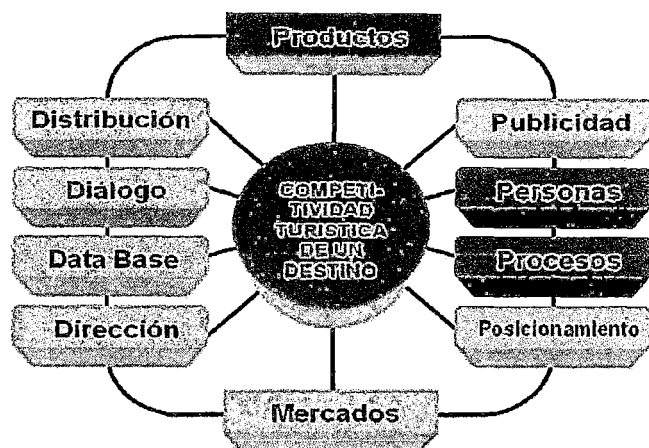 Productos
Distribución
Publicidad
Diálogo
Personas
COMPETI-
TIVIDAD
TURISTICA
DE UN
DESTINO
Data Base
Procesos
Dirección
Posicionamiento
Mercados